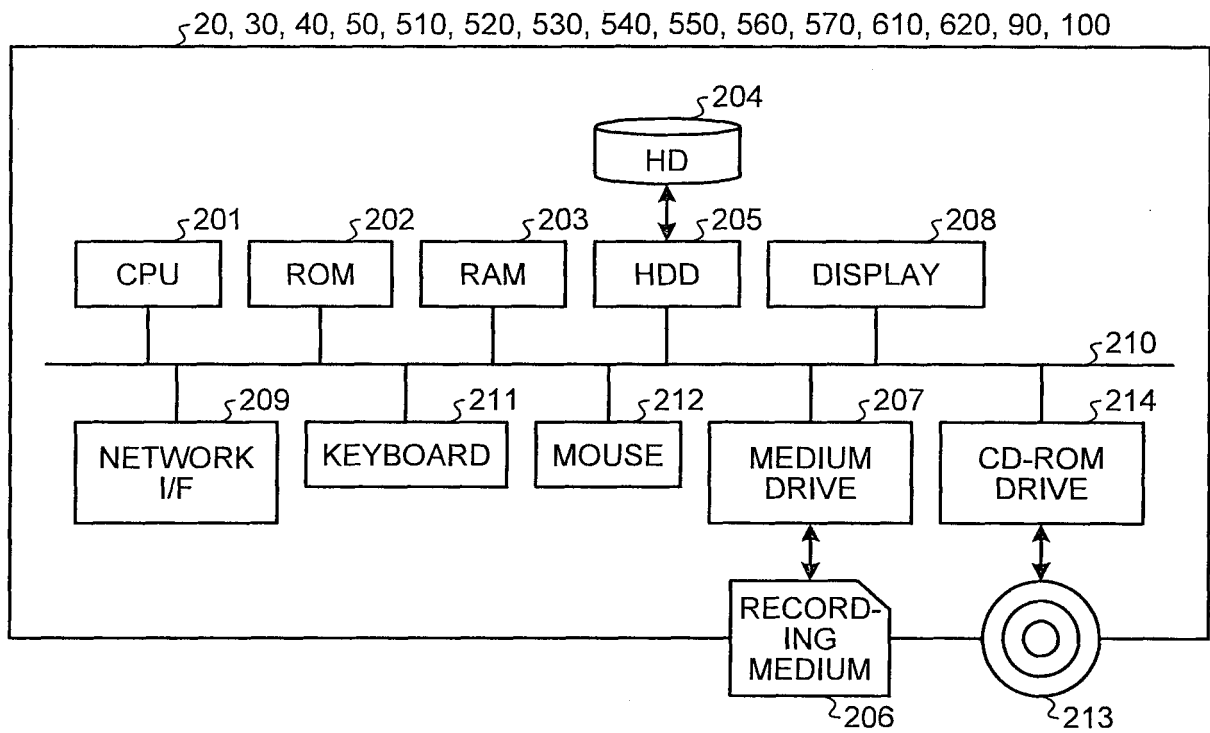 20, 30, 40, 50, 510, 520, 530, 540, 550, 560, 570, 610, 620, 90, 100
204
HD
201
202
203
205
208
CPU
ROM
RAM
HDD
DISPLAY
210
209
211
212
207
214
NETWORK
I/F
KEYBOARD
MOUSE
MEDIUM
DRIVE
CD-ROM
DRIVE
RECORD-
ING
MEDIUM
206
213